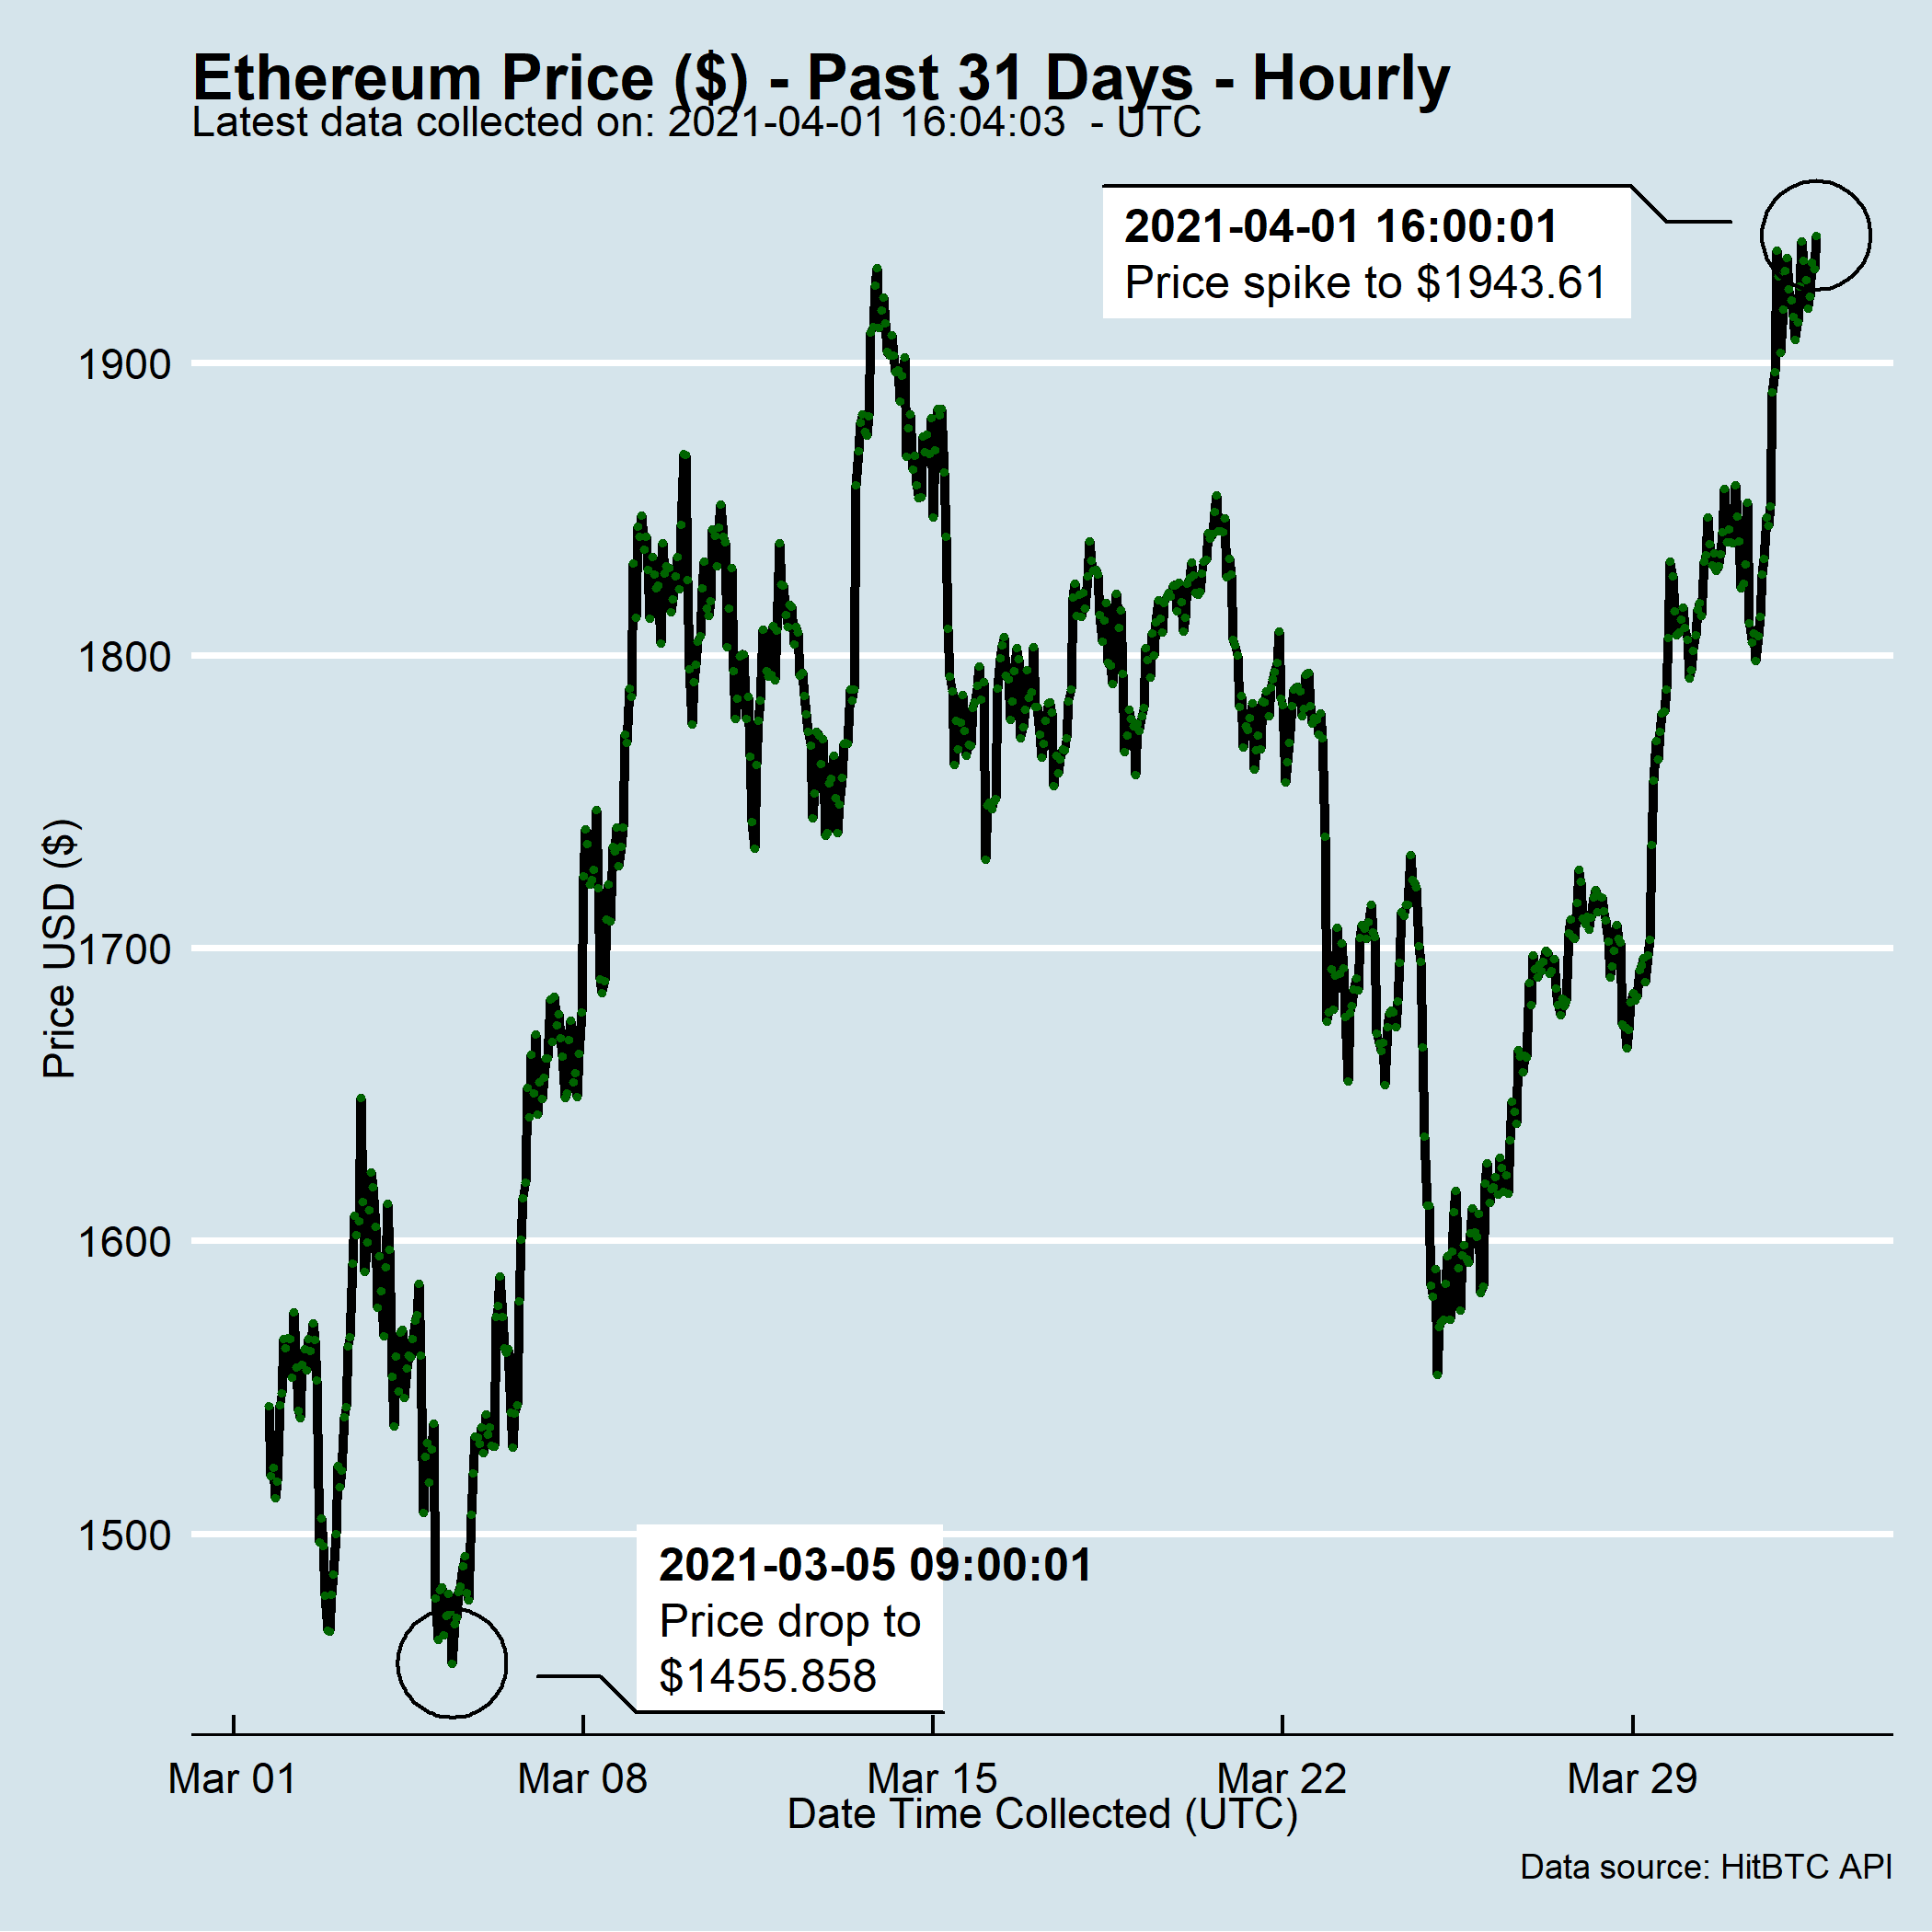 Ethereum Price ($) - Past 31 Days - Hourly
Latest data collected on: 2021-04-01 16:04:03  - UTC
2021-04-01 16:00:01
Price spike to $1943.61
1900
1800
Price USD ($)
1700
1600
1500
2021-03-05 09:00:01
Price drop to
$1455.858
Mar 01
Mar 08
Mar 15
Mar 22
Mar 29
Date Time Collected (UTC)
Data source: HitBTC API